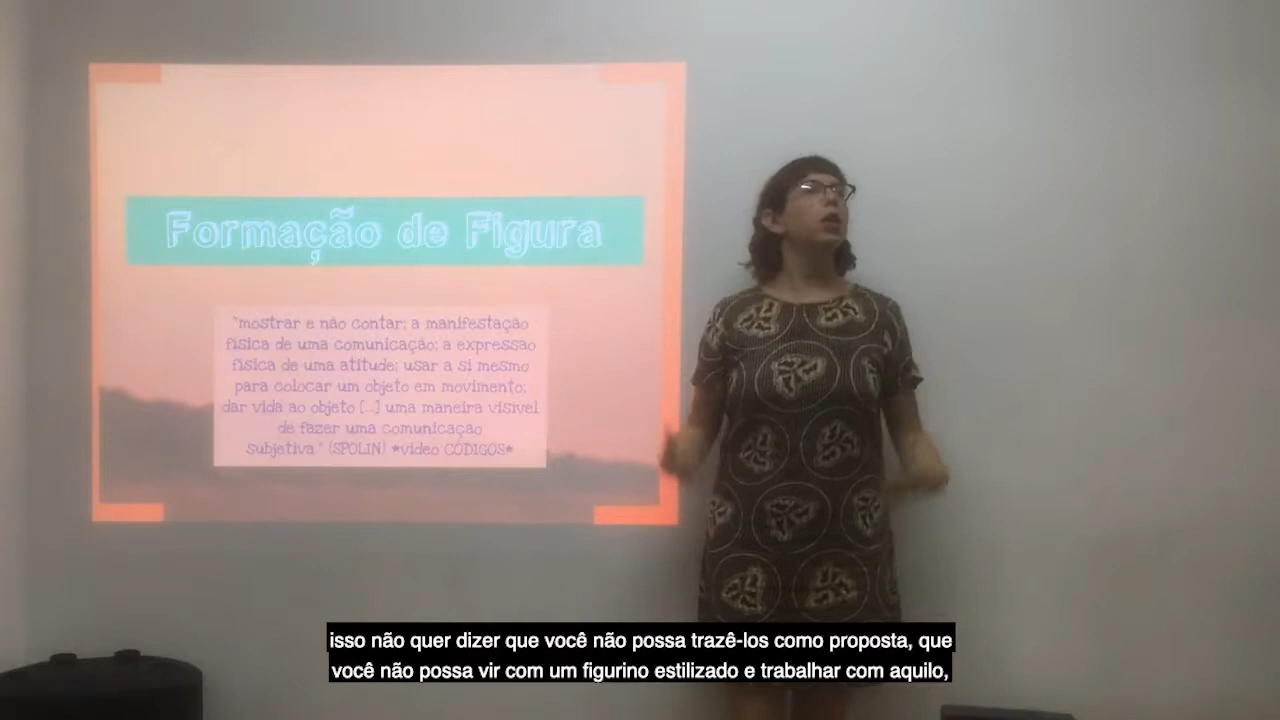 Formação de Figura
"mostrar e não contar; a manifestação
física de uma comunicação; a expressão
física de uma atitude; usar a si mesmo
para colocar um objeto em movimento;
dar vida ao objeto [...] uma maneira visível
de fazer uma comunicação
subjetiva." (SPOLIN) *vídeo CÓDIGOS*
isso não quer dizer que você não possa trazê-los como proposta, que
você não possa vir com um figurino estilizado e trabalhar com aquilo,